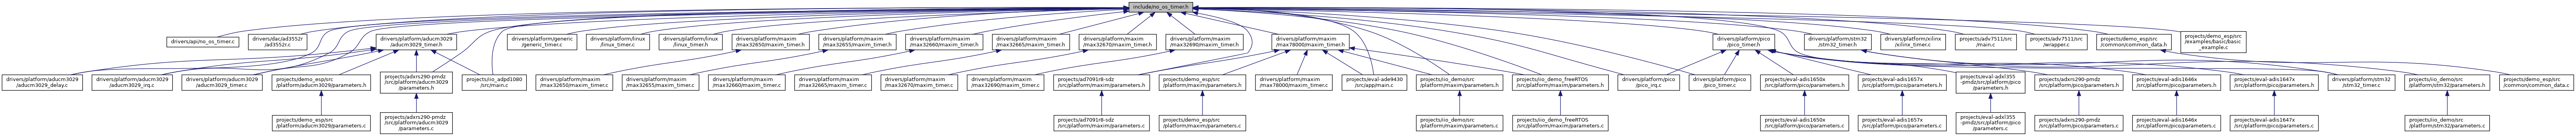 include/no_os_timer.h
drivers/api/no_os_timer.c
drivers/dac/ad3552r
/ad3552r.c
drivers/platform/aducm3029
/aducm3029_timer.h
drivers/platform/generic
/generic_timer.c
drivers/platform/linux
/linux_timer.c
drivers/platform/linux
/linux_timer.h
drivers/platform/maxim
/max32650/maxim_timer.h
drivers/platform/maxim
/max32655/maxim_timer.h
drivers/platform/maxim
/max32660/maxim_timer.h
drivers/platform/maxim
/max32665/maxim_timer.h
drivers/platform/maxim
/max32670/maxim_timer.h
drivers/platform/maxim
/max32690/maxim_timer.h
drivers/platform/maxim
/max78000/maxim_timer.h
drivers/platform/pico
/pico_timer.h
drivers/platform/stm32
/stm32_timer.h
drivers/platform/xilinx
/xilinx_timer.c
projects/adv7511/src
/main.c
projects/adv7511/src
/wrapper.c
projects/demo_esp/src
/common/common_data.h
projects/demo_esp/src
/examples/basic/basic
_example.c
drivers/platform/aducm3029
/aducm3029_delay.c
drivers/platform/aducm3029
/aducm3029_irq.c
drivers/platform/aducm3029
/aducm3029_timer.c
projects/demo_esp/src
/platform/aducm3029/parameters.h
projects/adxrs290-pmdz
/src/platform/aducm3029
/parameters.h
projects/iio_adpd1080
/src/main.c
drivers/platform/maxim
/max32650/maxim_timer.c
drivers/platform/maxim
/max32655/maxim_timer.c
drivers/platform/maxim
/max32660/maxim_timer.c
drivers/platform/maxim
/max32665/maxim_timer.c
drivers/platform/maxim
/max32670/maxim_timer.c
drivers/platform/maxim
/max32690/maxim_timer.c
projects/ad7091r8-sdz
/src/platform/maxim/parameters.h
projects/demo_esp/src
/platform/maxim/parameters.h
drivers/platform/maxim
/max78000/maxim_timer.c
projects/eval-ade9430
/src/app/main.c
projects/iio_demo/src
/platform/maxim/parameters.h
projects/iio_demo_freeRTOS
/src/platform/maxim/parameters.h
drivers/platform/pico
/pico_irq.c
drivers/platform/pico
/pico_timer.c
projects/eval-adis1650x
/src/platform/pico/parameters.h
projects/eval-adis1657x
/src/platform/pico/parameters.h
projects/eval-adxl355
-pmdz/src/platform/pico
/parameters.h
projects/adxrs290-pmdz
/src/platform/pico/parameters.h
projects/eval-adis1646x
/src/platform/pico/parameters.h
projects/eval-adis1647x
/src/platform/pico/parameters.h
drivers/platform/stm32
/stm32_timer.c
projects/iio_demo/src
/platform/stm32/parameters.h
projects/demo_esp/src
/common/common_data.c
projects/demo_esp/src
/platform/aducm3029/parameters.c
projects/adxrs290-pmdz
/src/platform/aducm3029
/parameters.c
projects/ad7091r8-sdz
/src/platform/maxim/parameters.c
projects/demo_esp/src
/platform/maxim/parameters.c
projects/iio_demo/src
/platform/maxim/parameters.c
projects/iio_demo_freeRTOS
/src/platform/maxim/parameters.c
projects/eval-adis1650x
/src/platform/pico/parameters.c
projects/eval-adis1657x
/src/platform/pico/parameters.c
projects/eval-adxl355
-pmdz/src/platform/pico
/parameters.c
projects/adxrs290-pmdz
/src/platform/pico/parameters.c
projects/eval-adis1646x
/src/platform/pico/parameters.c
projects/eval-adis1647x
/src/platform/pico/parameters.c
projects/iio_demo/src
/platform/stm32/parameters.c